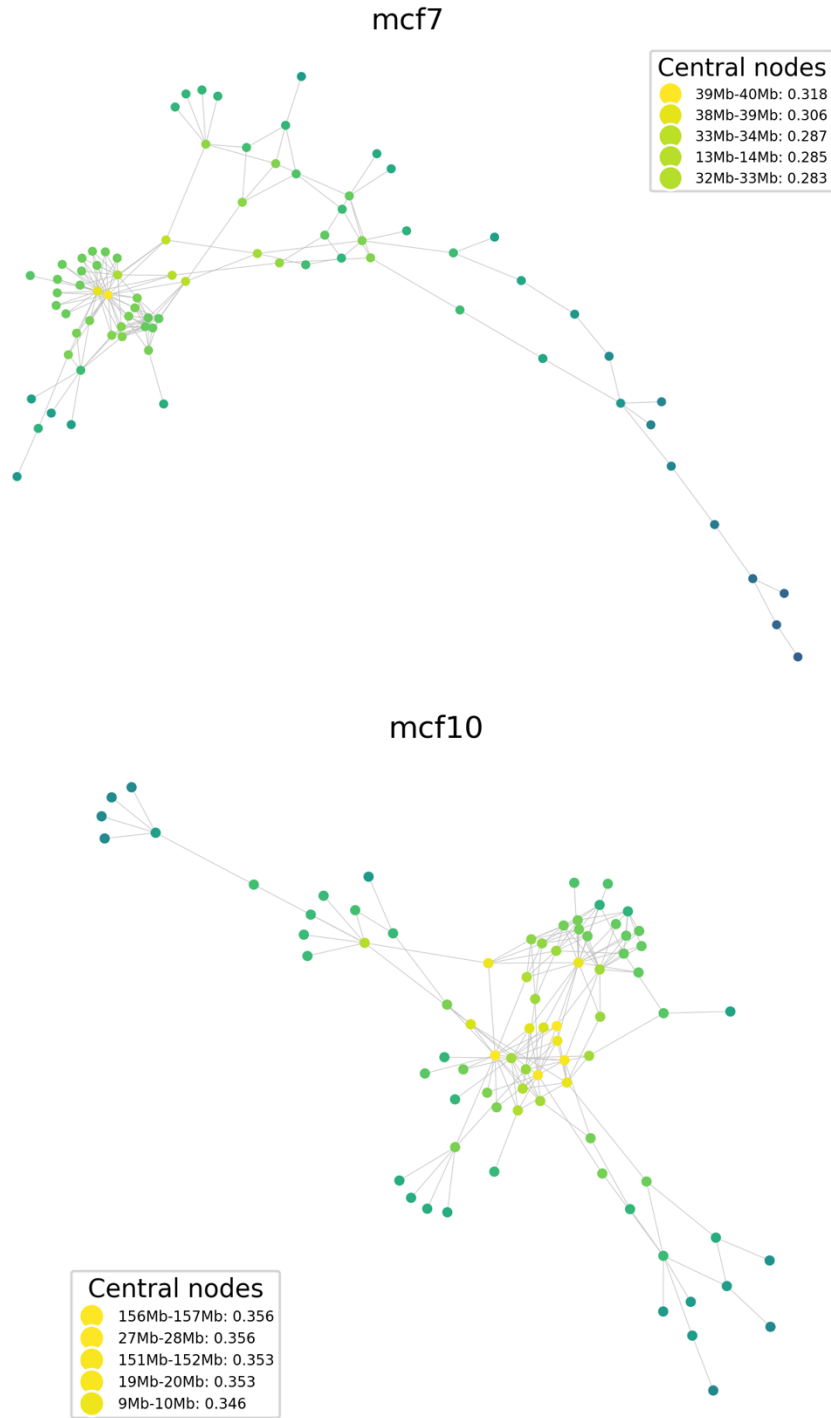 mcf7
Central nodes
39Mb-40Mb: 0.318
38Mb-39Mb: 0.306
33Mb-34Mb: 0.287
13Mb-14Mb: 0.285
32Mb-33Mb: 0.283
mcf10
Central nodes
156Mb-157Mb: 0.356
27Mb-28Mb: 0.356
151Mb-152Mb: 0.353
19Mb-20Mb: 0.353
9Mb-10Mb: 0.346